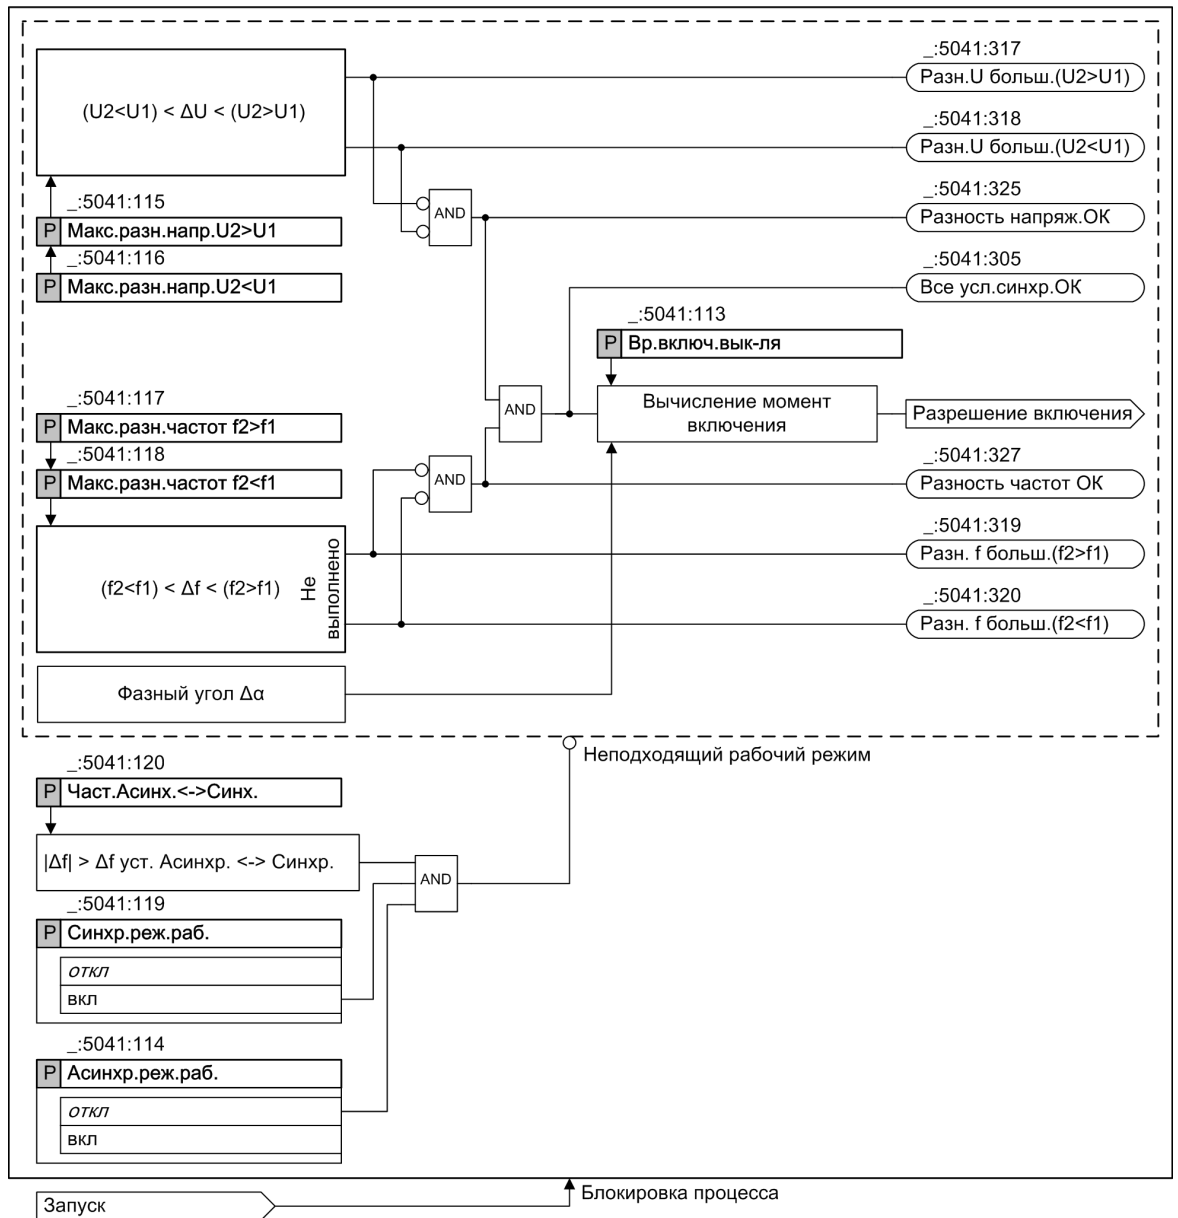 _:5041:317
(U2<U1) < ΔU < (U2>U1)
Разн.U больш.(U2>U1)
_:5041:318
Разн.U больш.(U2<U1)
_:5041:115
P Макс.разн.напр.U2>U1
AND
_:5041:325
Разность напряж.ОК
_:5041:116
P Макс.разн.напр.U2<U1
_:5041:305
Все усл.синхр.ОК
_:5041:113
P Вр.включ.вык-ля
_:5041:117
P Макс.разн.частот f2>f1
AND
Вычисление момент
включения
Разрешение включения
_:5041:118
P Макс.разн.частот f2<f1
AND
_:5041:327
Разность частот ОК
(f2<f1) < Δf < (f2>f1)
Не
выполнено
_:5041:319
Разн. f больш.(f2>f1)
_:5041:320
Разн. f больш.(f2<f1)
Фазный угол Δα
Неподходящий рабочий режим
_:5041:120
P Част.Асинх.<->Синх.
|Δf| > Δf уст. Асинхр. <-> Синхр.
AND
_:5041:119
P Синхр.реж.раб.
откл
вкл
_:5041:114
P Асинхр.реж.раб.
откл
вкл
Блокировка процесса
Запуск